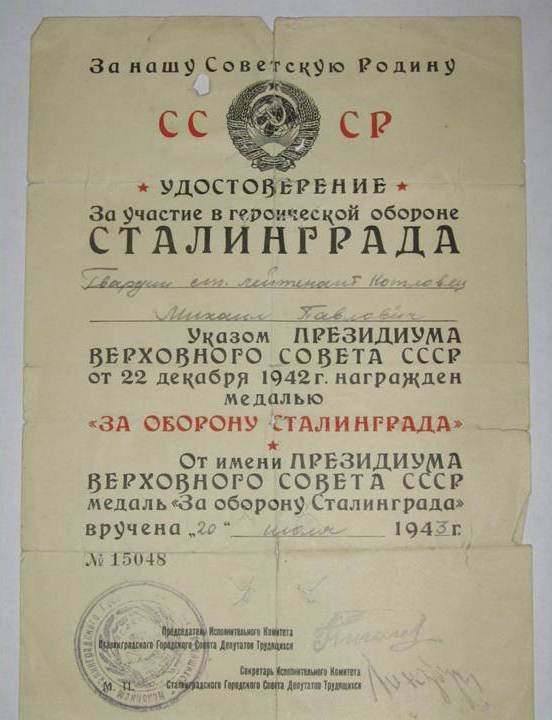 За нашу Советскую Родину
СС СР
УДОСТОВЕРЕНИЕ
За участие в героической обороне
СТАЛИНГРАДА
Гвардии ст. лейтенант Котловец
Михаил Павлович
Указом ПРЕЗИДИУМА
ВЕРХОВНОГО СОВЕТА СССР
от 22 декабря 1942 г. награжден
медалью
«ЗА ОБОРОНУ СТАЛИНГРАДА»
От имени ПРЕЗИДИУМА
ВЕРХОВНОГО СОВЕТА СССР
медаль «За оборону Сталинграда»
вручена „20“ июля 1943 г.
№ 15048
Председатель Исполнительного Комитета
Сталинградского Городского Совета Депутатов Трудящихся
Секретарь Исполнительного Комитета
М. П. Сталинградского Городского Совета Депутатов Трудящихся